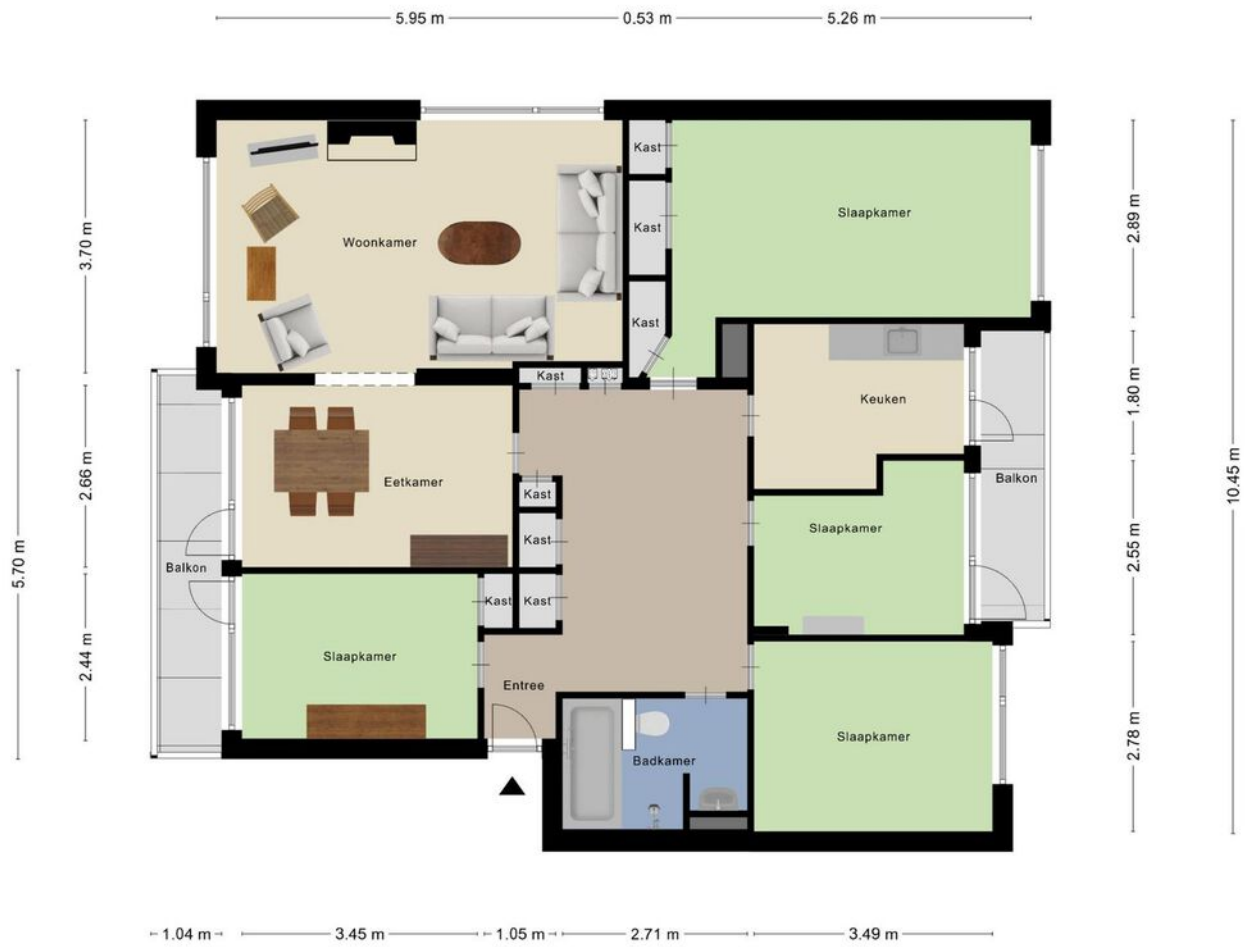 5.95 m
0.53 m
5.26 m
Kast
Slaapkamer
Kast
2.89 m
Woonkamer
3.70 m
Kast
Kast
1.80 m
Keuken
Eetkamer
2.66 m
Balkon
10.45 m
Kast
Slaapkamer
Kast
2.55 m
5.70 m
Balkon
Kast
Kast
2.44 m
Slaapkamer
Entree
Slaapkamer
2.78 m
Badkamer
1.04 m
3.45 m
1.05 m
2.71 m
3.49 m